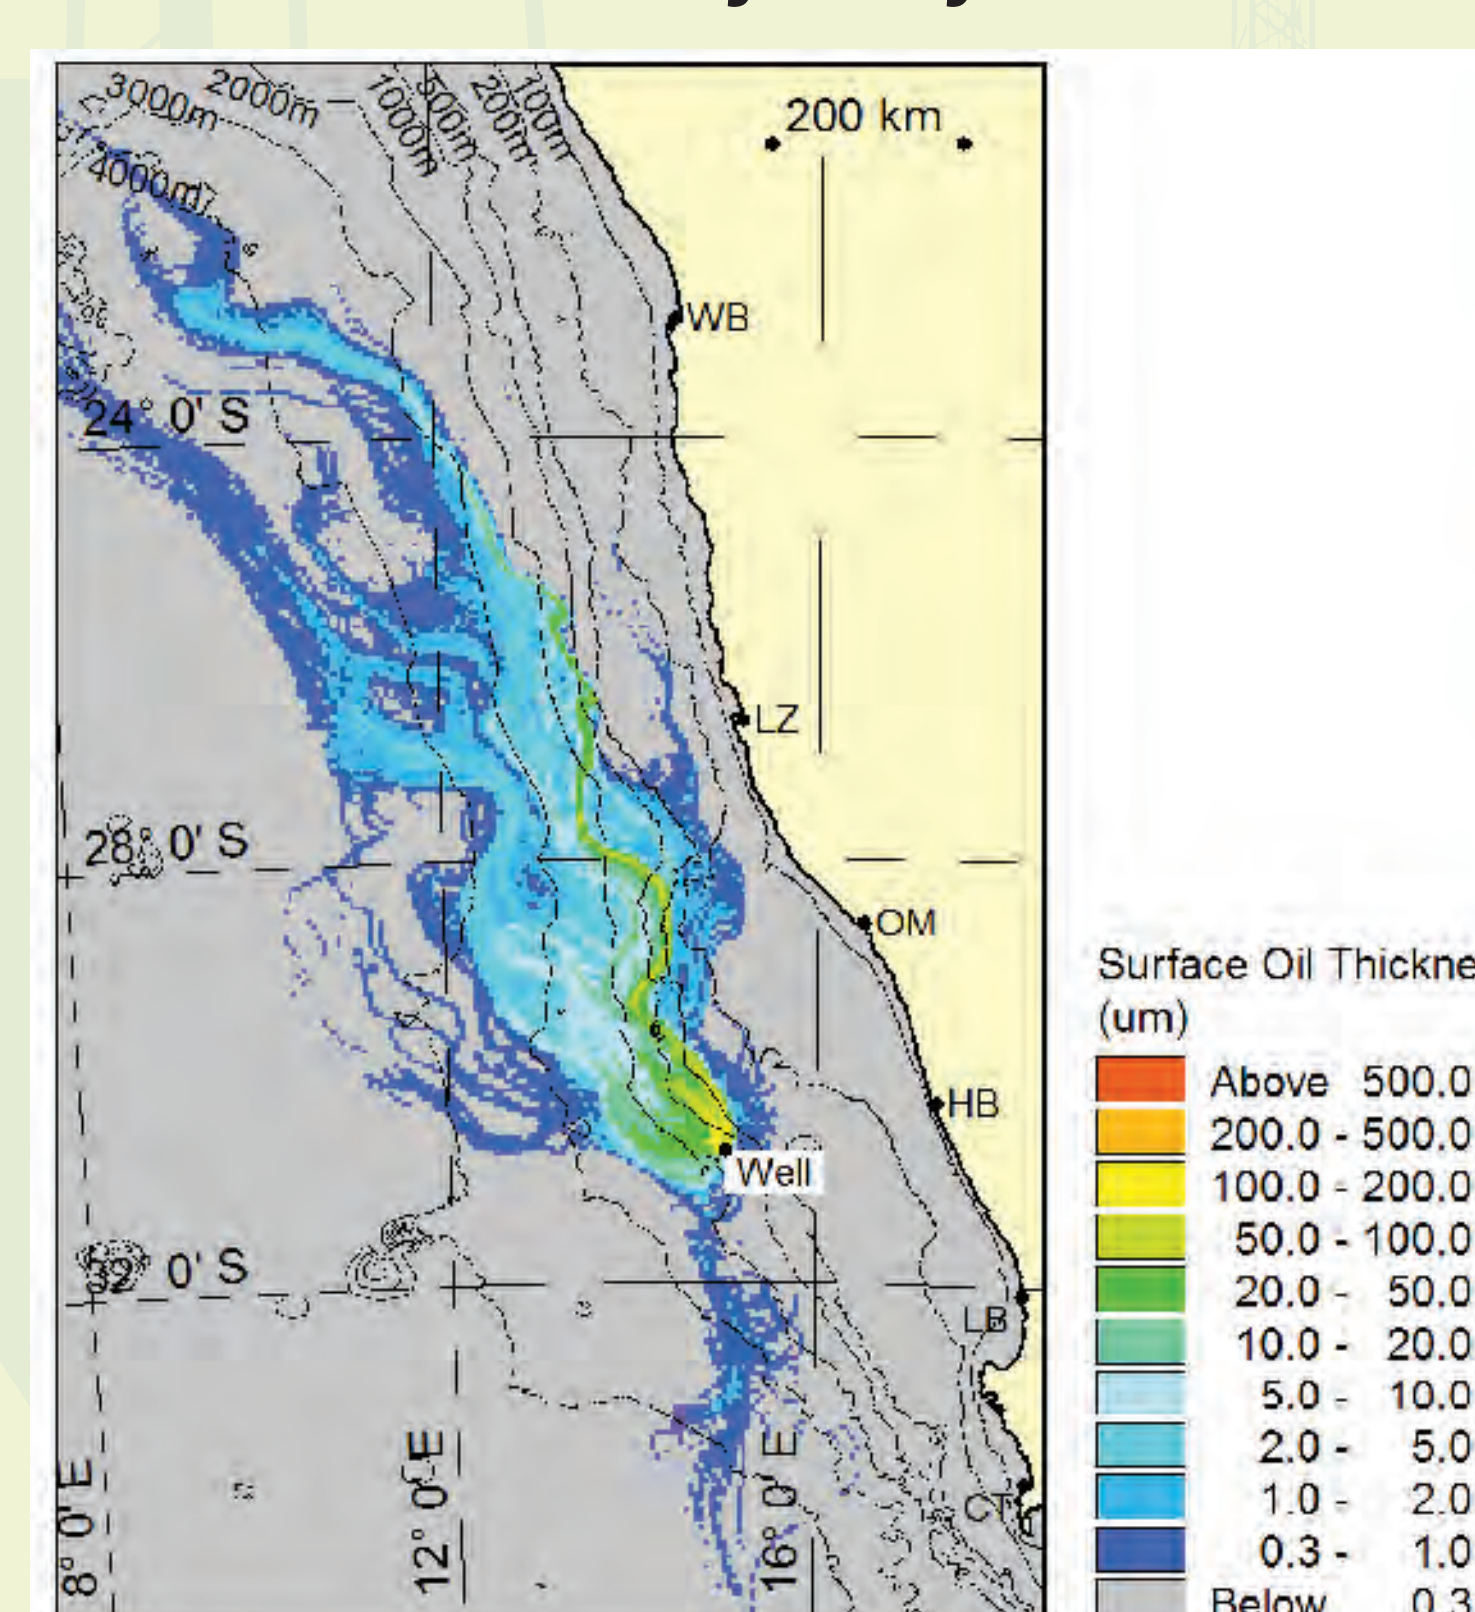 3000m
2000m
1000m
500m
200m
100m
200 km
4000m
WB
24° 0' S
LZ
28° 0' S
OM
Surface Oil Thickne
(um)
Above 500.0
HB
200.0 - 500.0
Well
100.0 - 200.0
50.0 - 100.0
32° 0' S
20.0 - 50.0
LB
10.0 - 20.0
5.0 - 10.0
2.0 - 5.0
CT
1.0 - 2.0
0.3 - 1.0
Below 0.3
8° 0' E
12° 0' E
16° 0' E